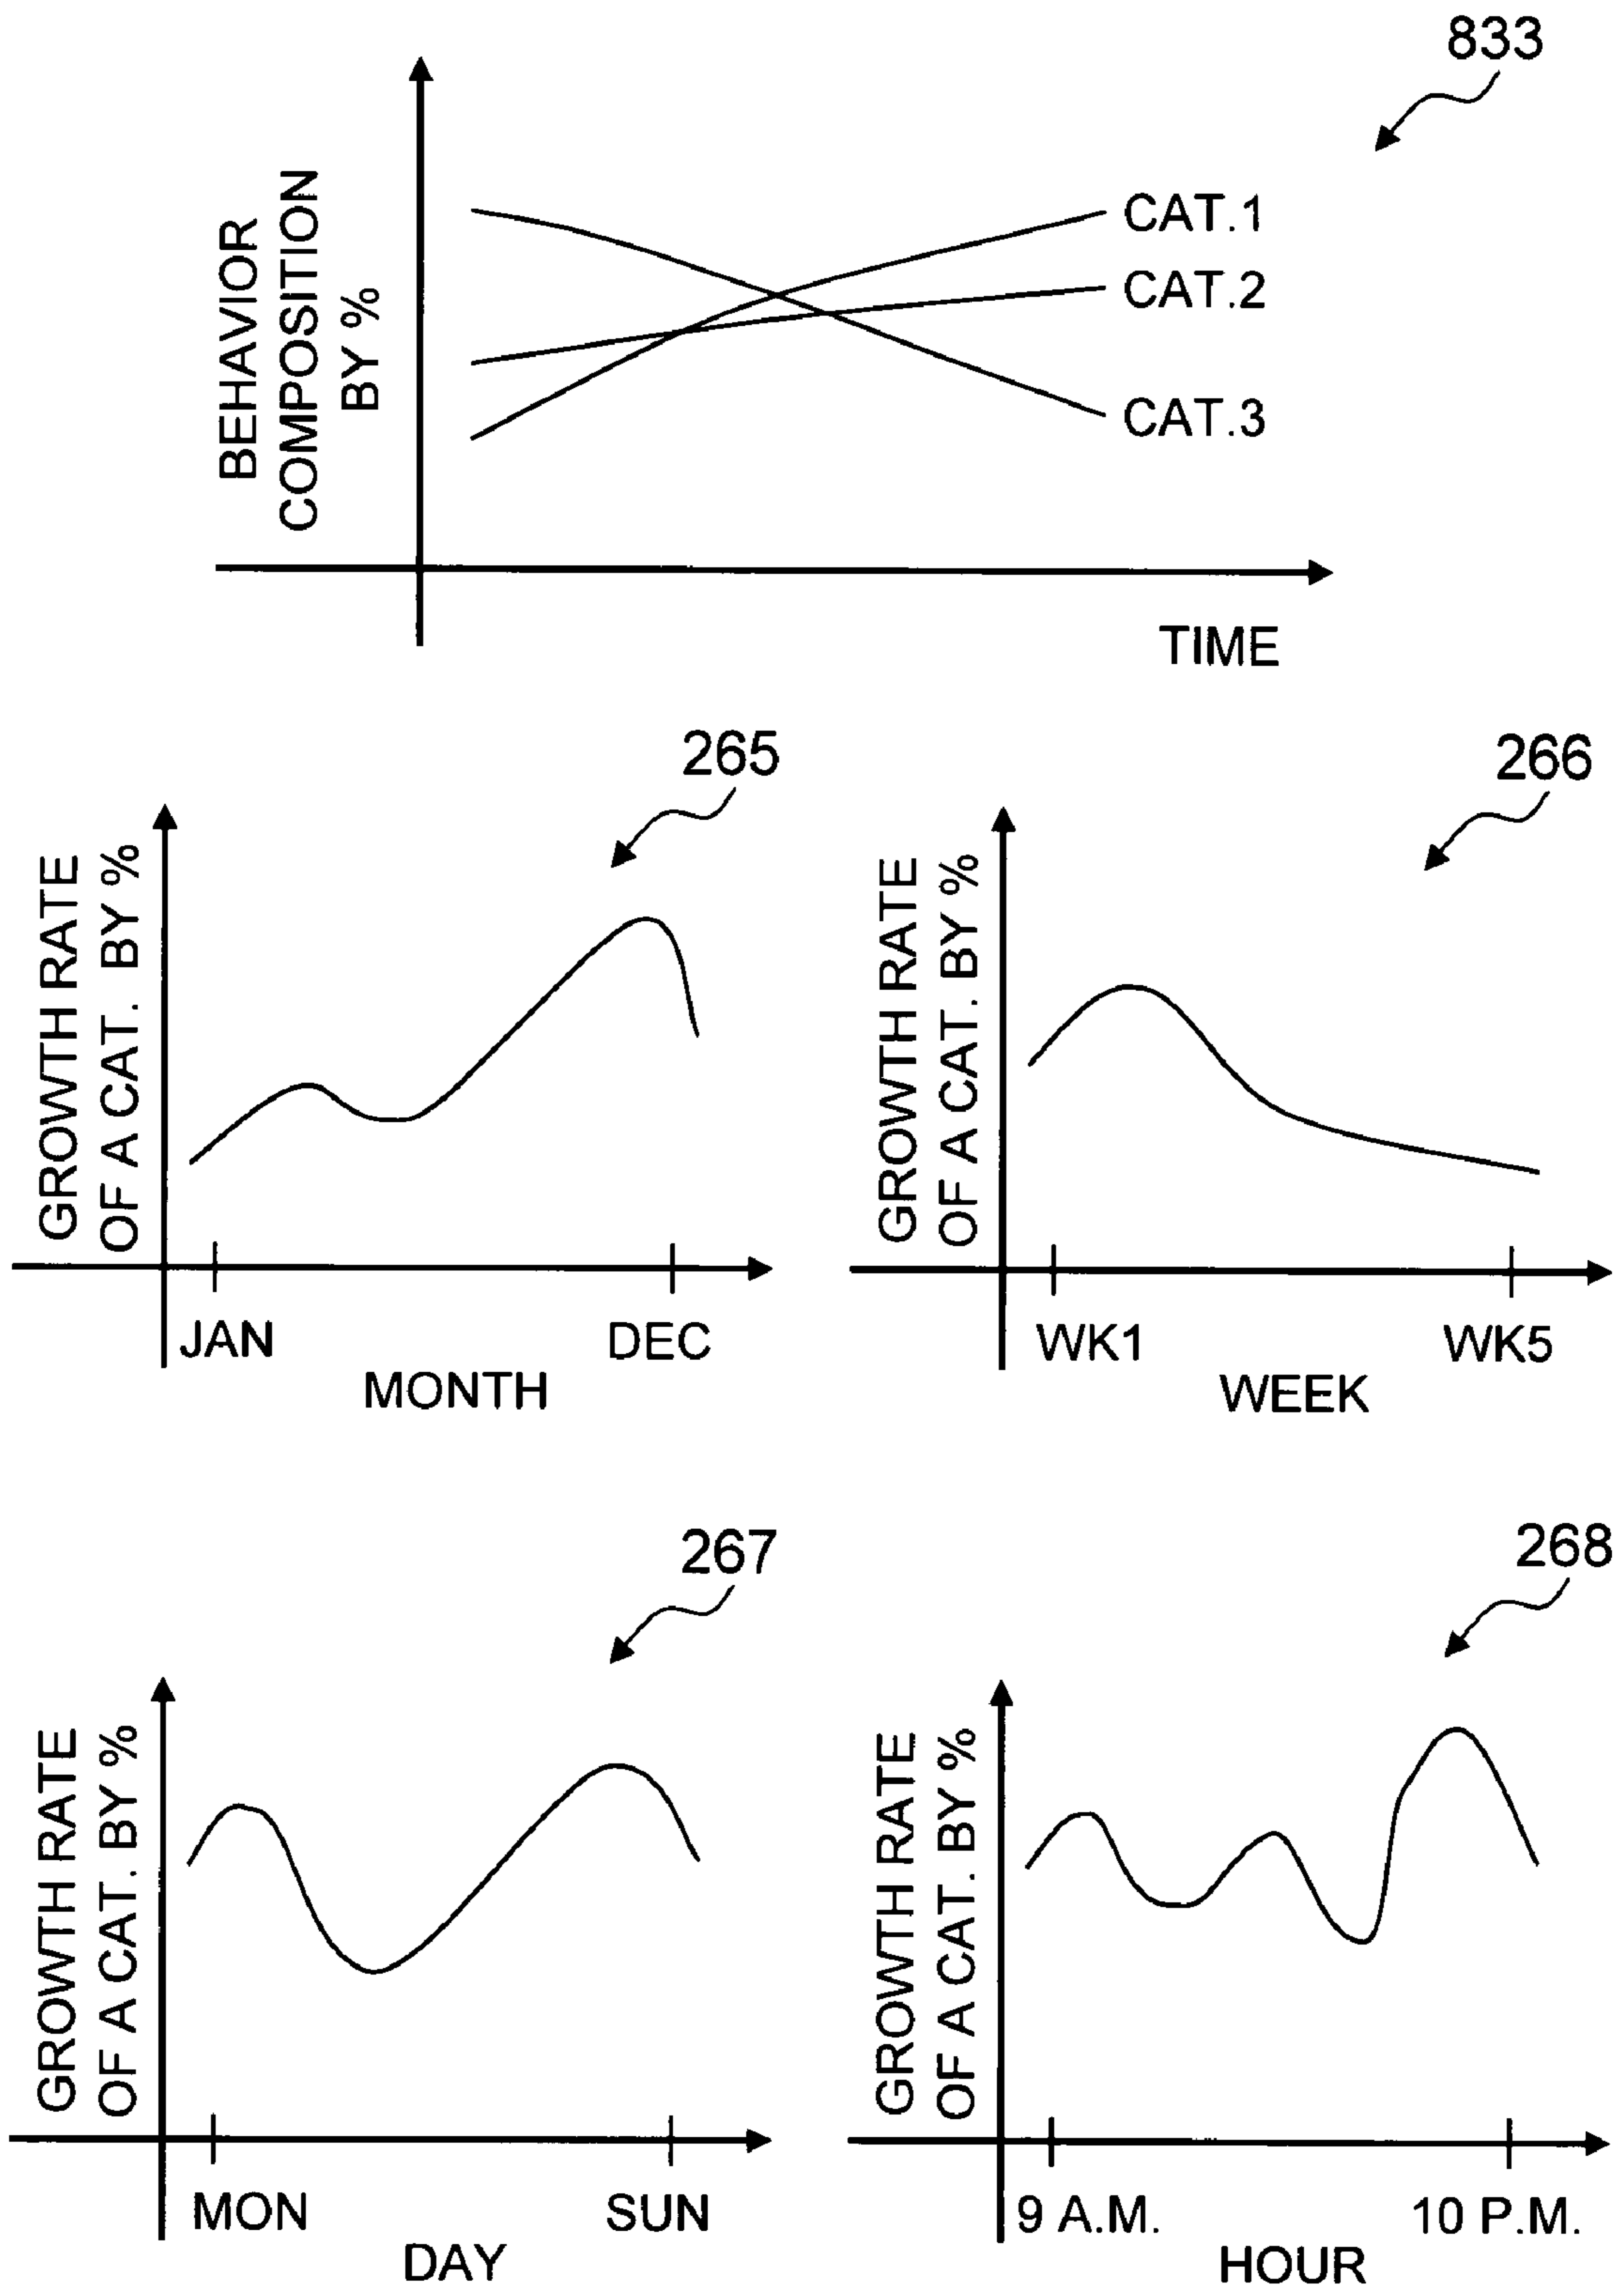 833
BEHAVIOR
COMPOSITION
BY %
CAT.1
CAT.2
CAT.3
TIME
265
GROWTH RATE
OF A CAT. BY %
JAN
DEC
MONTH
266
GROWTH RATE
OF A CAT. BY %
WK1
WK5
WEEK
267
GROWTH RATE
OF A CAT. BY %
MON
SUN
DAY
268
GROWTH RATE
OF A CAT. BY %
9 A.M.
10 P.M.
HOUR